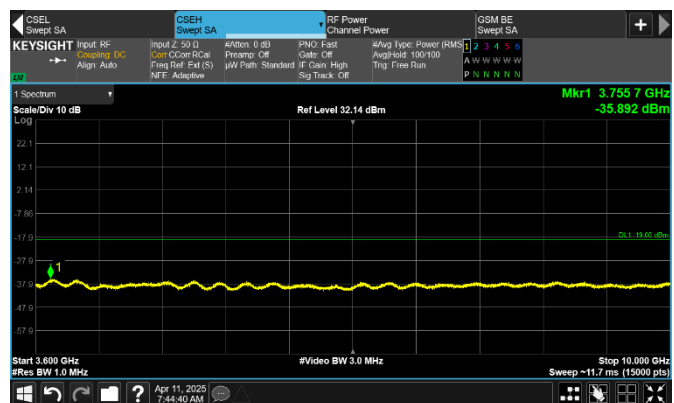 CSEL
Swept SA
CSEH
Swept SA
RF Power
Channel Power
GSM BE
Swept SA
+
KEYSIGHT
LXI
Input: RF
Coupling: DC
Align: Auto
Input Z: 50 Ω
Corr CCorr RCal
Freq Ref: Ext (S)
NFE: Adaptive
#Atten: 0 dB
Preamp: Off
µW Path: Standard
PNO: Fast
Gate: Off
IF Gain: High
Sig Track: Off
#Avg Type: Power (RMS)
Avg|Hold: 100/100
Trig: Free Run
1 2 3 4 5 6
A W W W W W
P N N N N N
1 Spectrum
Scale/Div 10 dB
Ref Level 32.14 dBm
Mkr1 3.755 7 GHz
-35.892 dBm
Log
22.1
12.1
2.14
-7.86
-17.9
DL1 -19.00 dBm
-27.9
1
-37.9
-47.9
-57.9
Start 3.600 GHz
#Video BW 3.0 MHz
Stop 10.000 GHz
#Res BW 1.0 MHz
Sweep ~11.7 ms (15000 pts)
?
Apr 11, 2025
7:44:40 AM